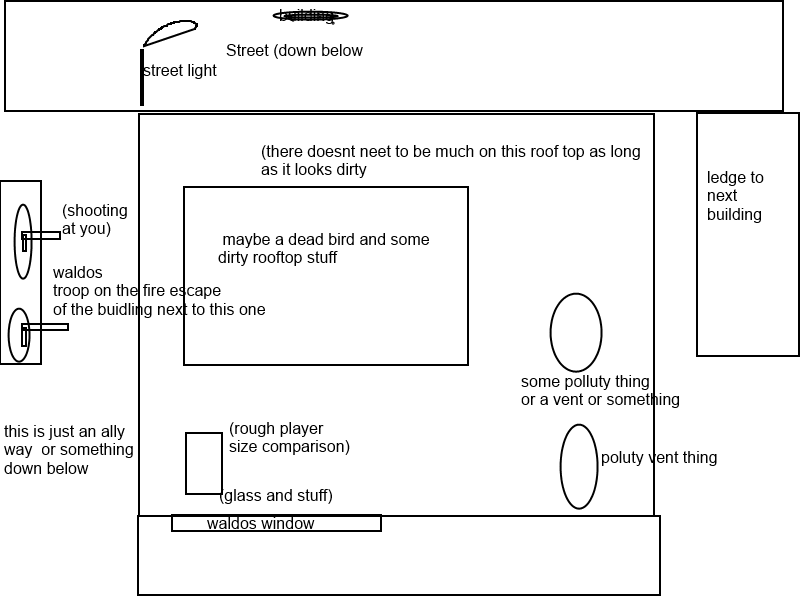 building
Street (down below
street light
(there doesnt neet to be much on this roof top as long
as it looks dirty
ledge to
next
building
(shooting
at you)
maybe a dead bird and some
dirty rooftop stuff
waldos
troop on the fire escape
of the buidling next to this one
some polluty thing
or a vent or something
this is just an ally
way or something
down below
(rough player
size comparison)
poluty vent thing
(glass and stuff)
waldos window